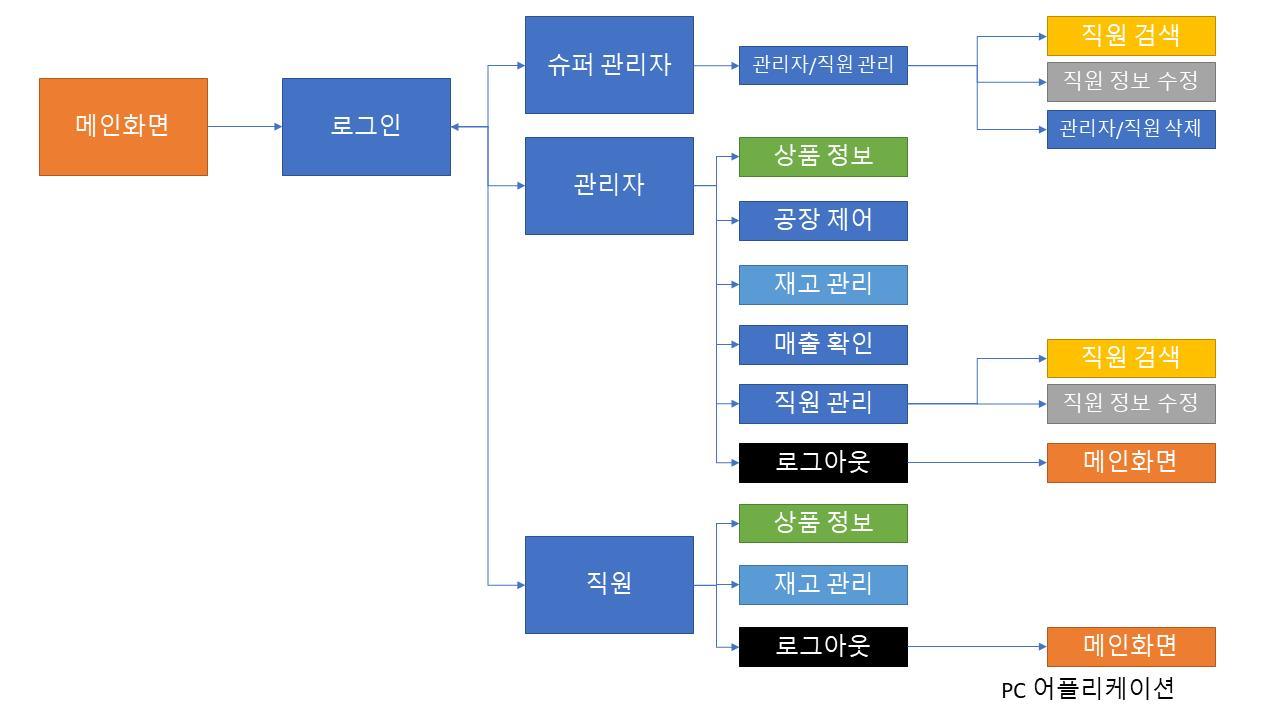 메인화면
로그인
슈퍼 관리자
관리자/직원 관리
직원 검색
직원 정보 수정
관리자/직원 삭제
관리자
상품 정보
공장 제어
재고 관리
매출 확인
직원 관리
직원 검색
직원 정보 수정
로그아웃
메인화면
직원
상품 정보
재고 관리
로그아웃
메인화면
PC 어플리케이션